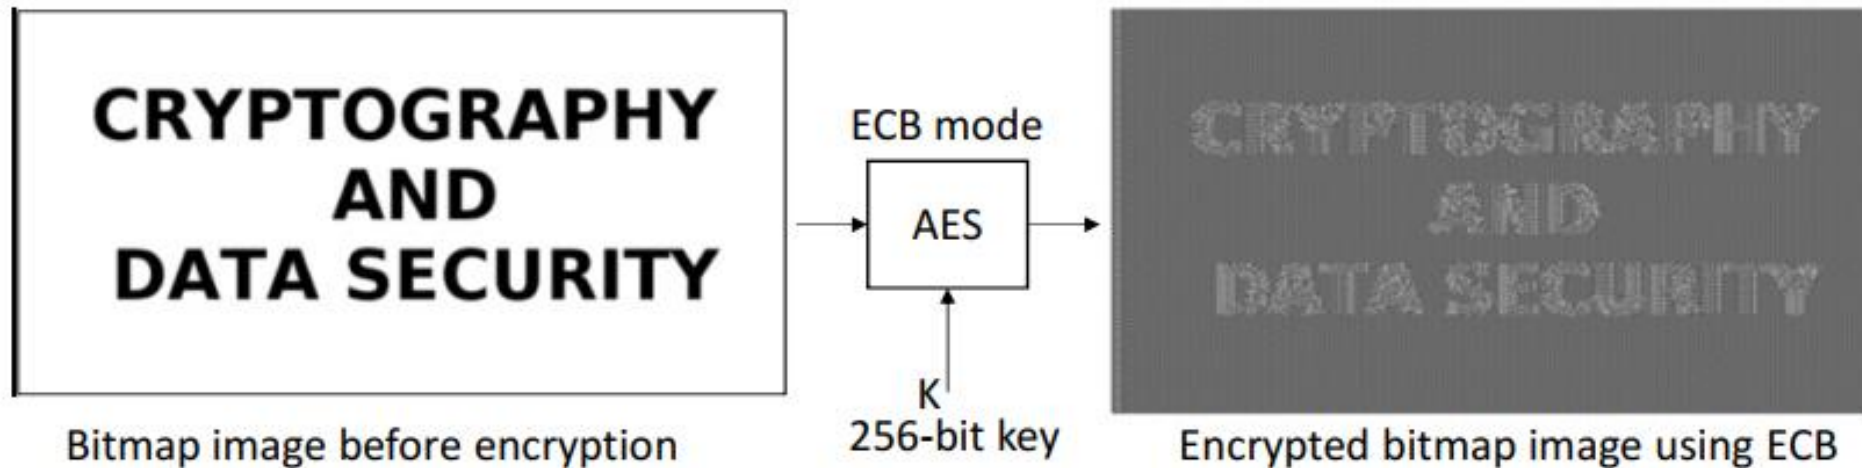 CRYPTOGRAPHY
AND
DATA SECURITY
Bitmap image before encryption
ECB mode
AES
K
256-bit key
CRYPTOGRAPHY
AND
DATA SECURITY
Encrypted bitmap image using ECB